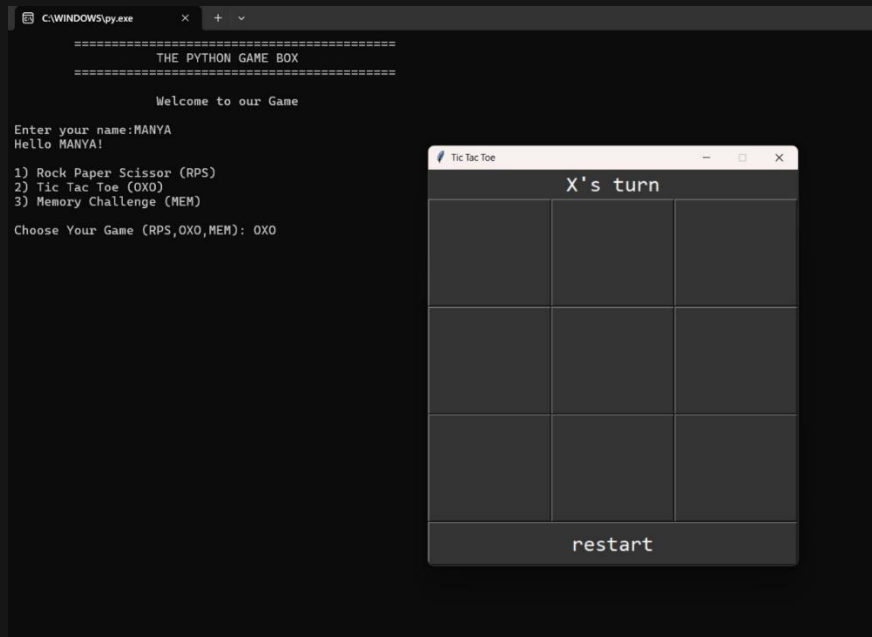 C:\WINDOWS\py.exe
===========================================
THE PYTHON GAME BOX
===========================================
Welcome to our Game
Enter your name:MANYA
Hello MANYA!
1) Rock Paper Scissor (RPS)
2) Tic Tac Toe (OXO)
3) Memory Challenge (MEM)
Choose Your Game (RPS,OXO,MEM): OXO
Tic Tac Toe
X's turn
restart